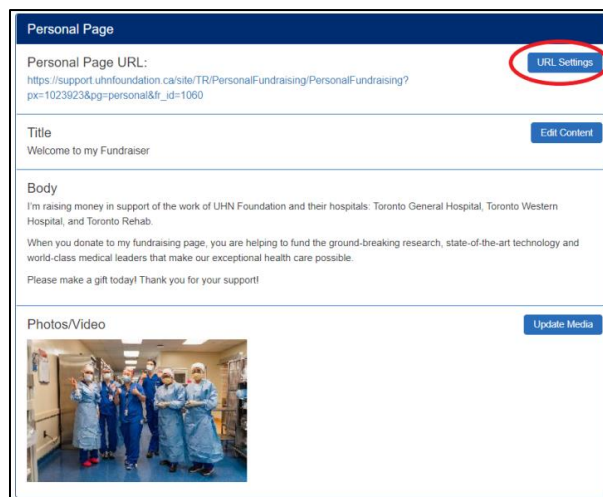 Personal Page
Personal Page URL:
URL Settings
https://support.uhnfoundation.ca/site/TR/PersonalFundraising/PersonalFundraising?
px=1023923&pg=personal&fr_id=1060
Title
Edit Content
Welcome to my Fundraiser
Body
I'm raising money in support of the work of UHN Foundation and their hospitals: Toronto General Hospital, Toronto Western
Hospital, and Toronto Rehab.
When you donate to my fundraising page, you are helping to fund the ground-breaking research, state-of-the-art technology and
world-class medical leaders that make our exceptional health care possible.
Please make a gift today! Thank you for your support!
Photos/Video
Update Media